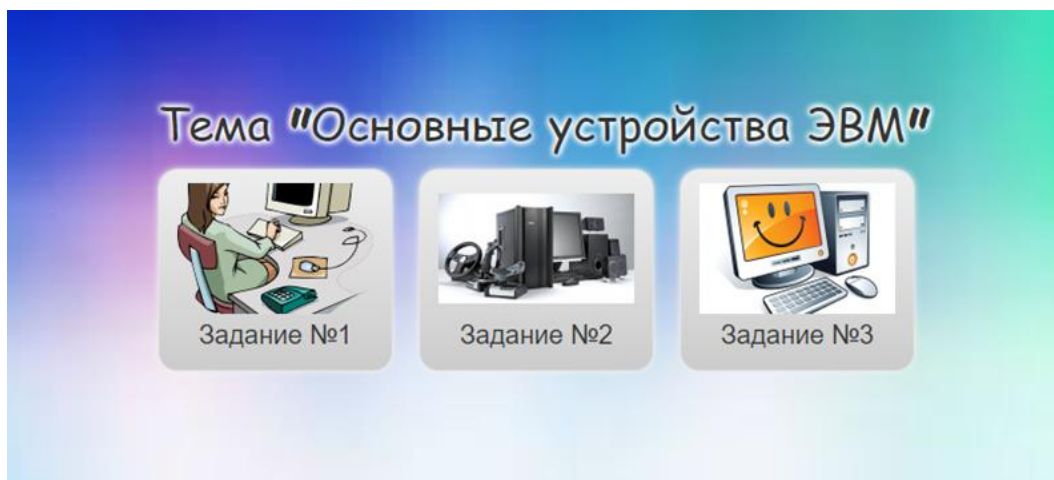 Тема "Основные устройства ЭВМ"
Задание №1
Задание №2
Задание №3